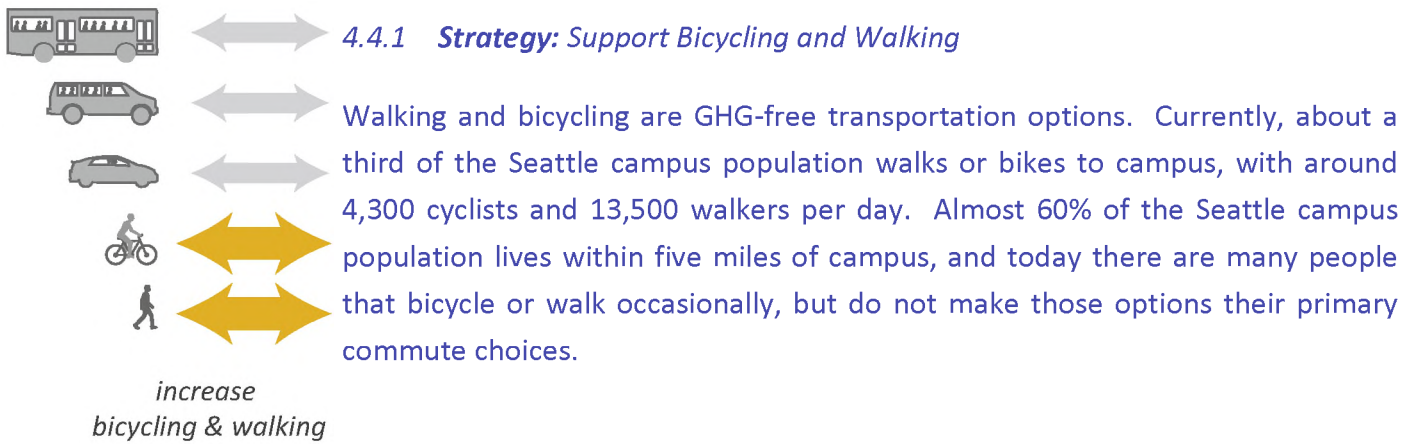 4.4.1 Strategy: Support Bicycling and Walking
Walking and bicycling are GHG-free transportation options. Currently, about a
third of the Seattle campus population walks or bikes to campus, with around
4,300 cyclists and 13,500 walkers per day. Almost 60% of the Seattle campus
population lives within five miles of campus, and today there are many people
that bicycle or walk occasionally, but do not make those options their primary
commute choices.
increase
bicycling & walking